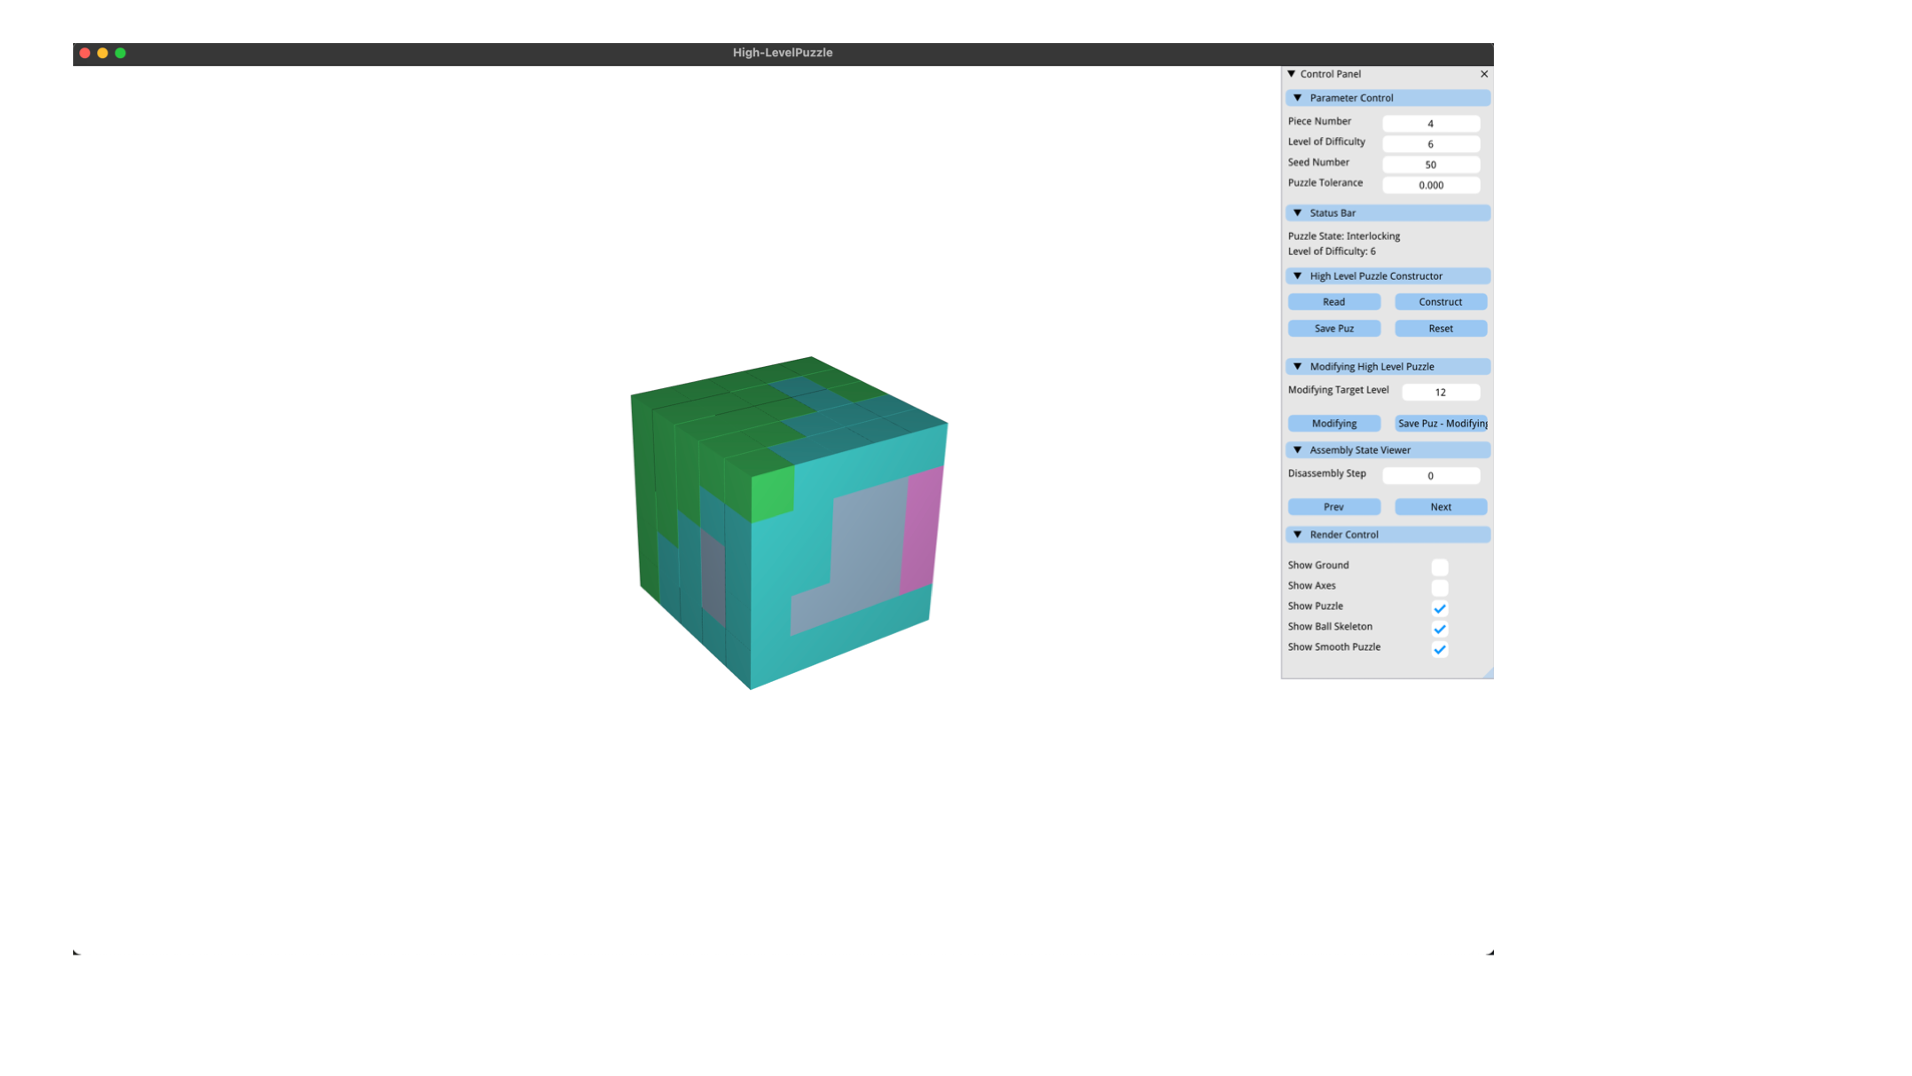 High-LevelPuzzle
Control Panel
Parameter Control
Piece Number 4
Level of Difficulty 6
Seed Number 50
Puzzle Tolerance 0.000
Status Bar
Puzzle State: Interlocking
Level of Difficulty: 6
High Level Puzzle Constructor
Read Construct
Save Puz Reset
Modifying High Level Puzzle
Modifying Target Level 12
Modifying Save Puz - Modifying
Assembly State Viewer
Disassembly Step 0
Prev Next
Render Control
Show Ground
Show Axes
Show Puzzle
Show Ball Skeleton
Show Smooth Puzzle